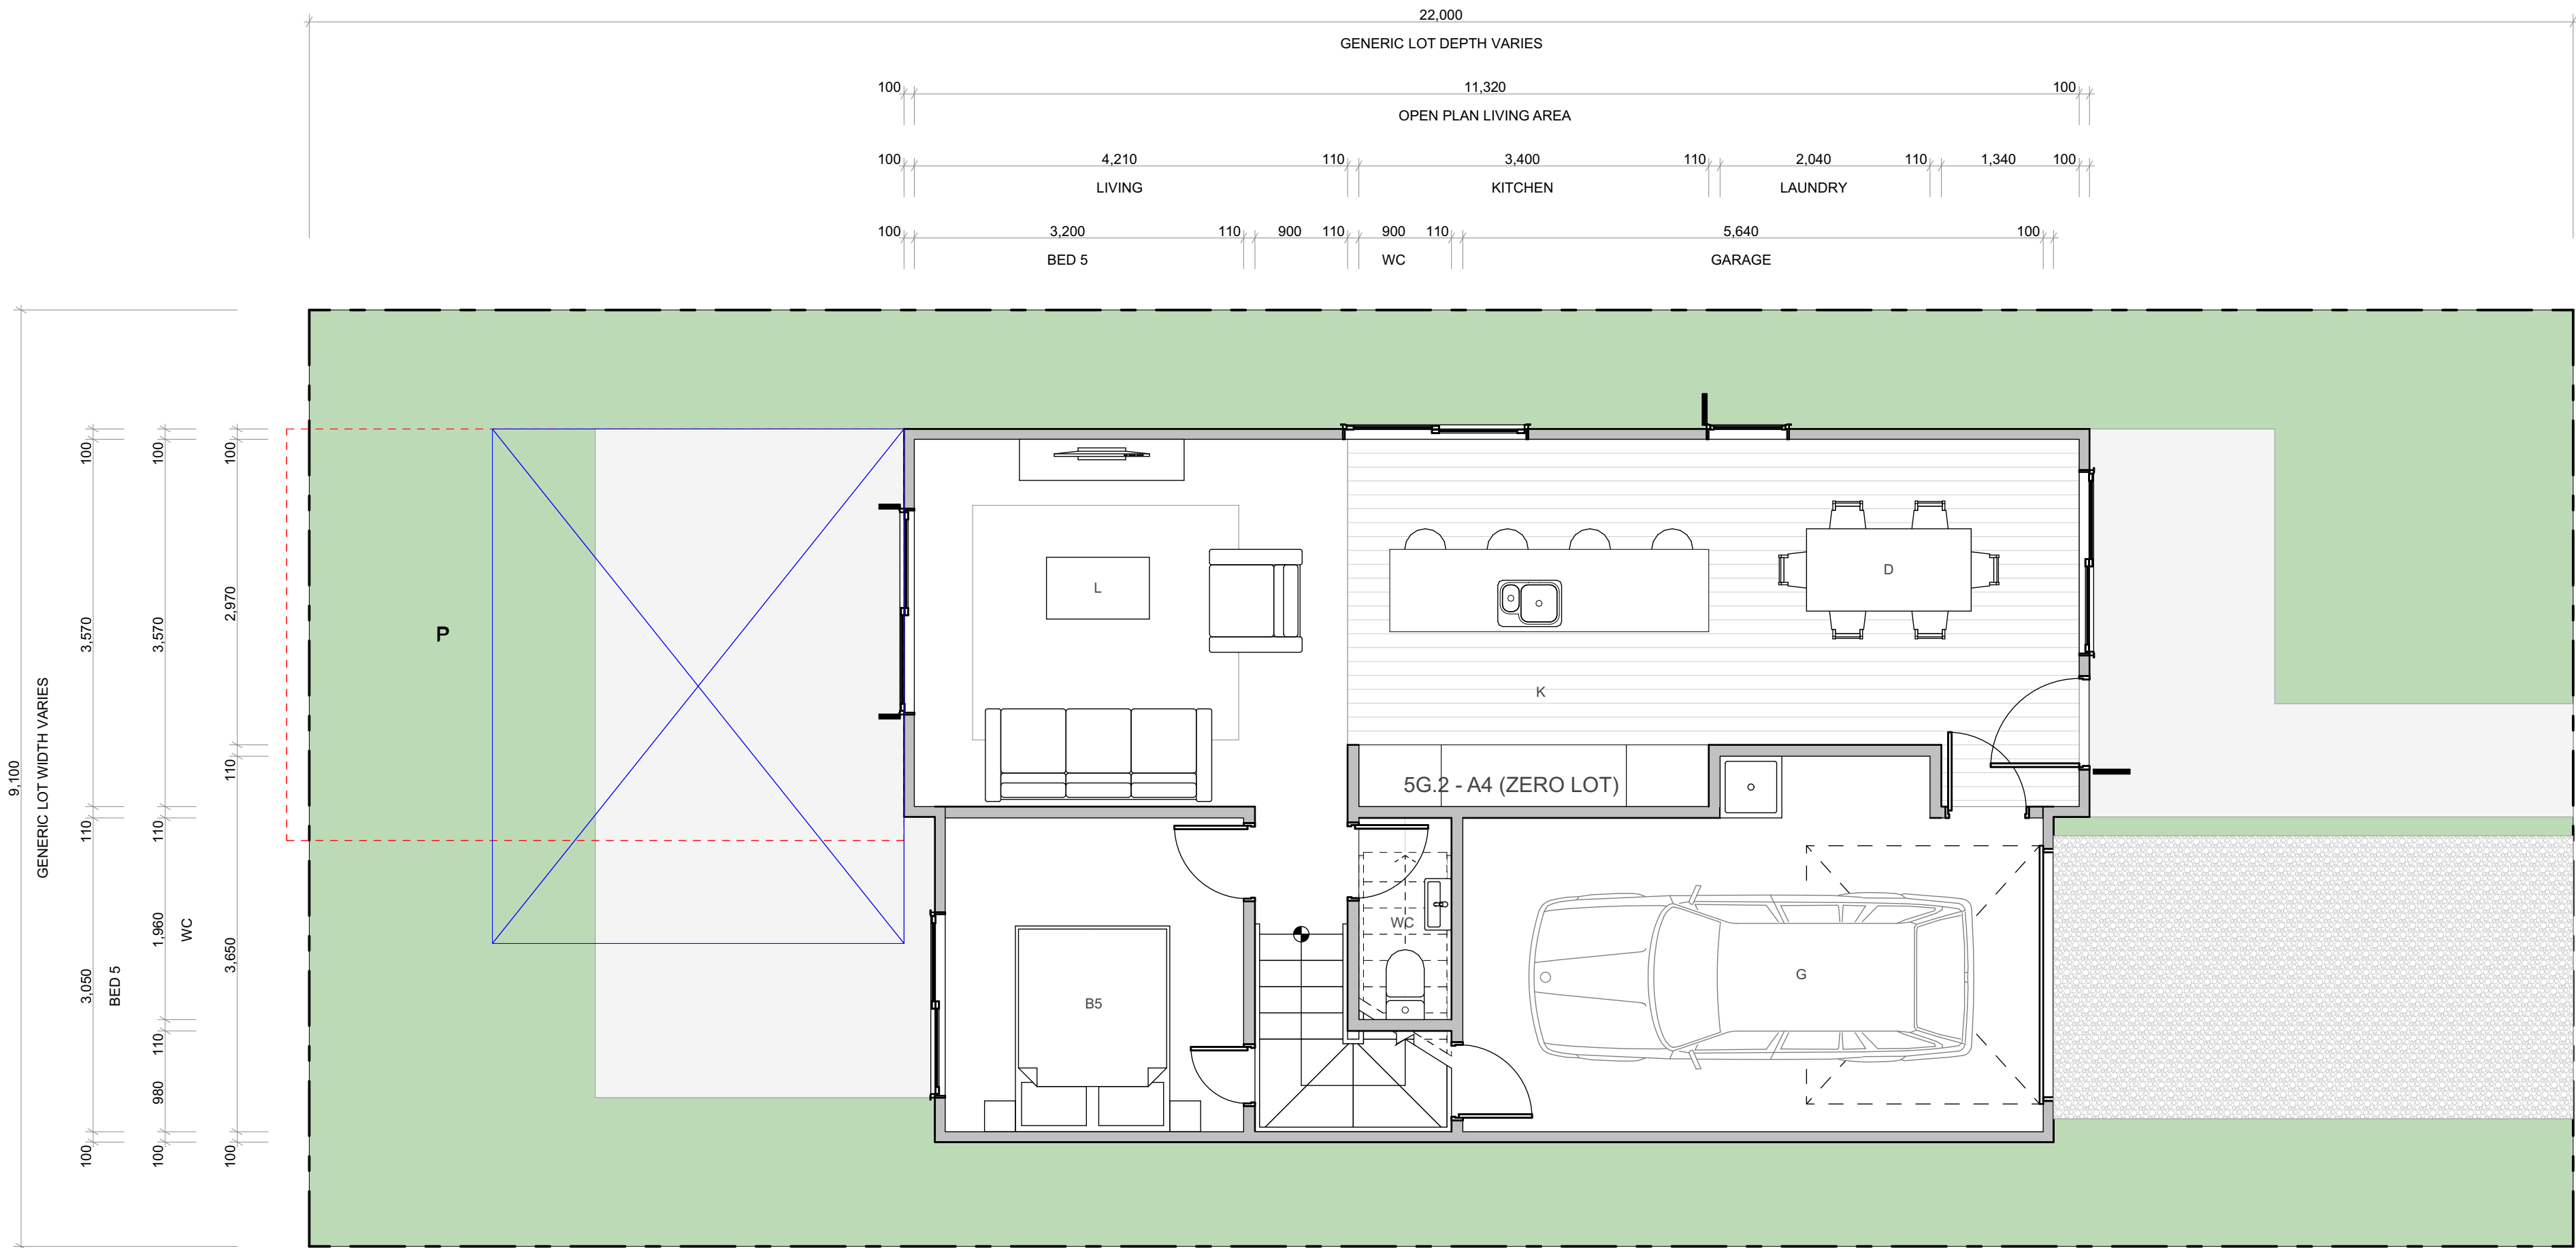 22,000
GENERIC LOT DEPTH VARIES
100 11,320 100
OPEN PLAN LIVING AREA
100 4,210 110 3,400 110 2,040 110 1,340 100
LIVING KITCHEN LAUNDRY
100 3,200 110 900 110 900 110 5,640 100
BED 5 WC GARAGE
9,100
GENERIC LOT WIDTH VARIES
100 3,570 110 3,050 100
BED 5
100 3,570 110 1,960 110 980 100
WC
100 2,970 110 3,650 100
P
L
D
K
5G.2 - A4 (ZERO LOT)
WC
B5
G